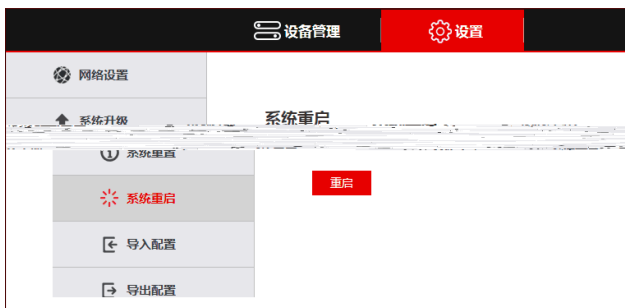 设备管理
设置
网络设置
系统升级
系统重启
系统重置
系统重启
重启
导入配置
导出配置